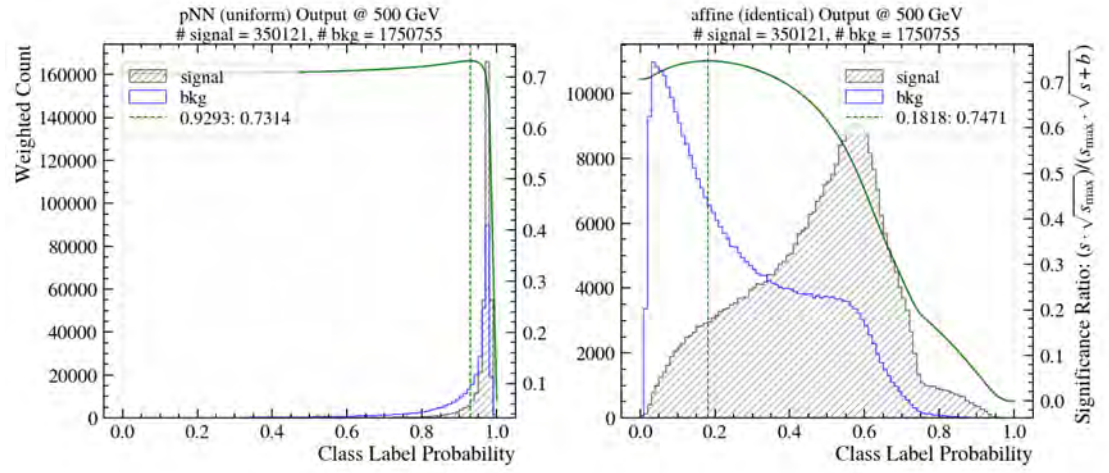 pNN (uniform) Output @ 500 GeV
# signal = 350121, # bkg = 1750755
Weighted Count
160000
140000
120000
100000
80000
60000
40000
20000
0
signal
bkg
0.9293: 0.7314
0.7
0.6
0.5
0.4
0.3
0.2
0.1
0.0 0.2 0.4 0.6 0.8 1.0
Class Label Probability
affine (identical) Output @ 500 GeV
# signal = 350121, # bkg = 1750755
10000
8000
6000
4000
2000
0
signal
bkg
0.1818: 0.7471
0.7
0.6
0.5
0.4
0.3
0.2
0.1
0.0
Significance Ratio: (s · √s_max)/(s_max · √s + b)
0.0 0.2 0.4 0.6 0.8 1.0
Class Label Probability